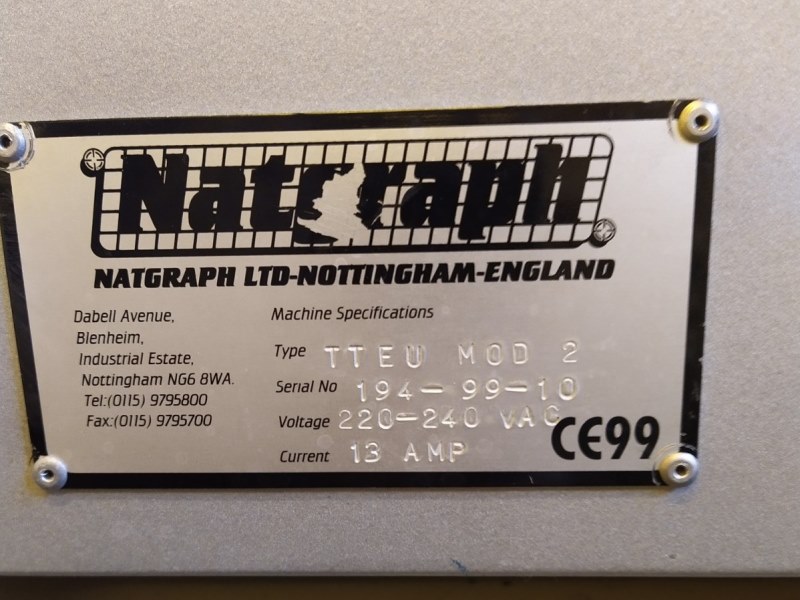 Natgraph
NATGRAPH LTD-NOTTINGHAM-ENGLAND
Dabell Avenue,
Blenheim,
Industrial Estate,
Nottingham NG6 8WA.
Tel:(0115) 9795800
Fax:(0115) 9795700
Machine Specifications
Type TTEU MOD 2
Serial No 194-99-10
Voltage 220-240 VAC
Current 13 AMP
CE99